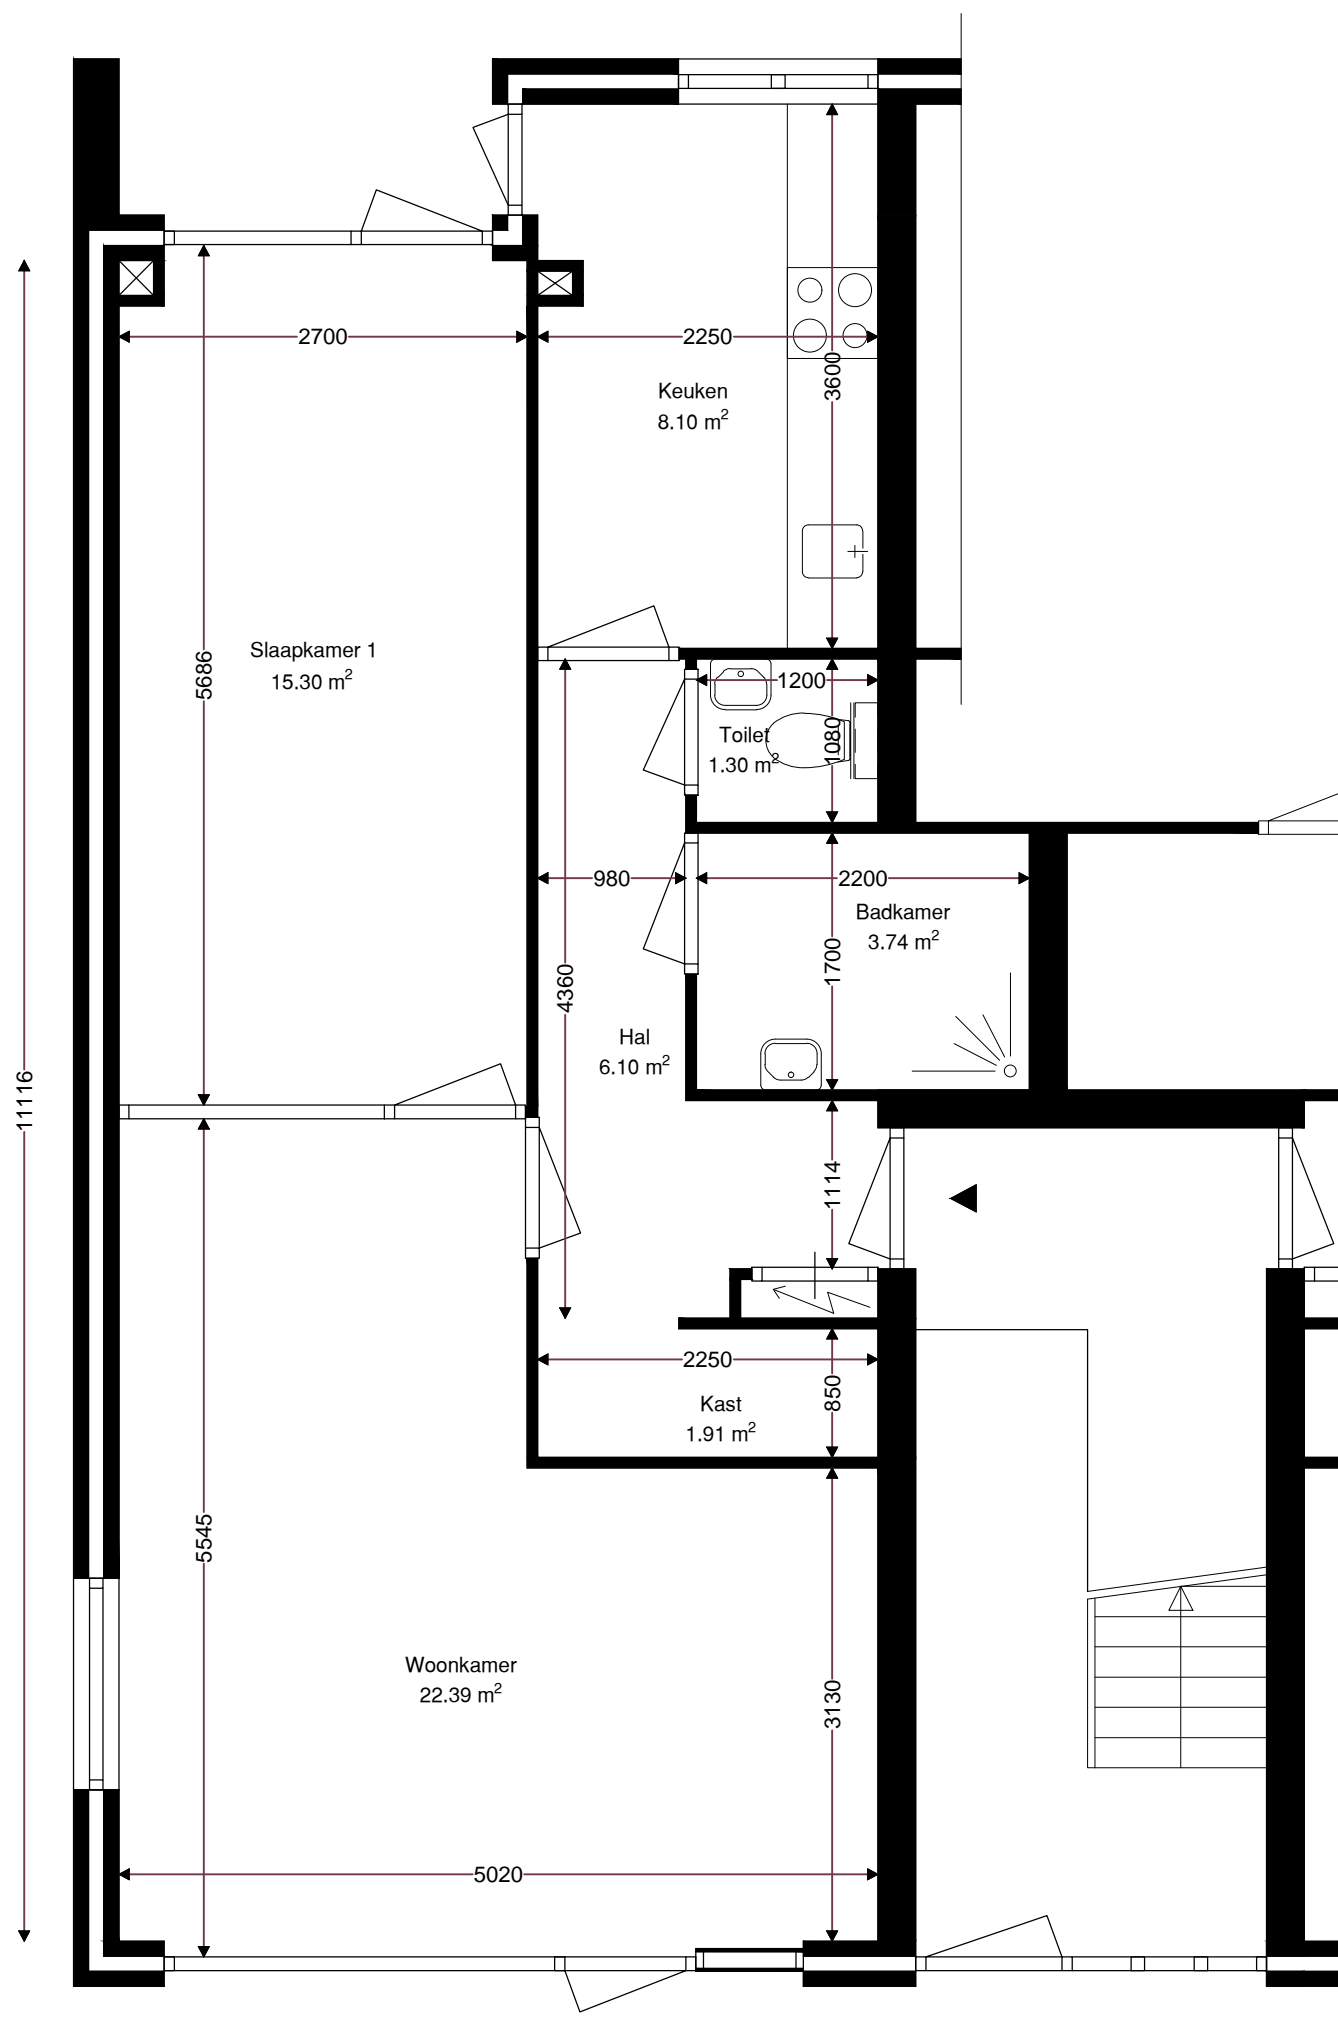 2700
2250
3600
Keuken
8.10 m²
5686
Slaapkamer 1
15.30 m²
1200
Toilet
1.30 m²
1080
980
2200
Badkamer
3.74 m²
1700
4360
Hal
6.10 m²
11116
1114
2250
850
Kast
1.91 m²
5545
Woonkamer
22.39 m²
3130
5020